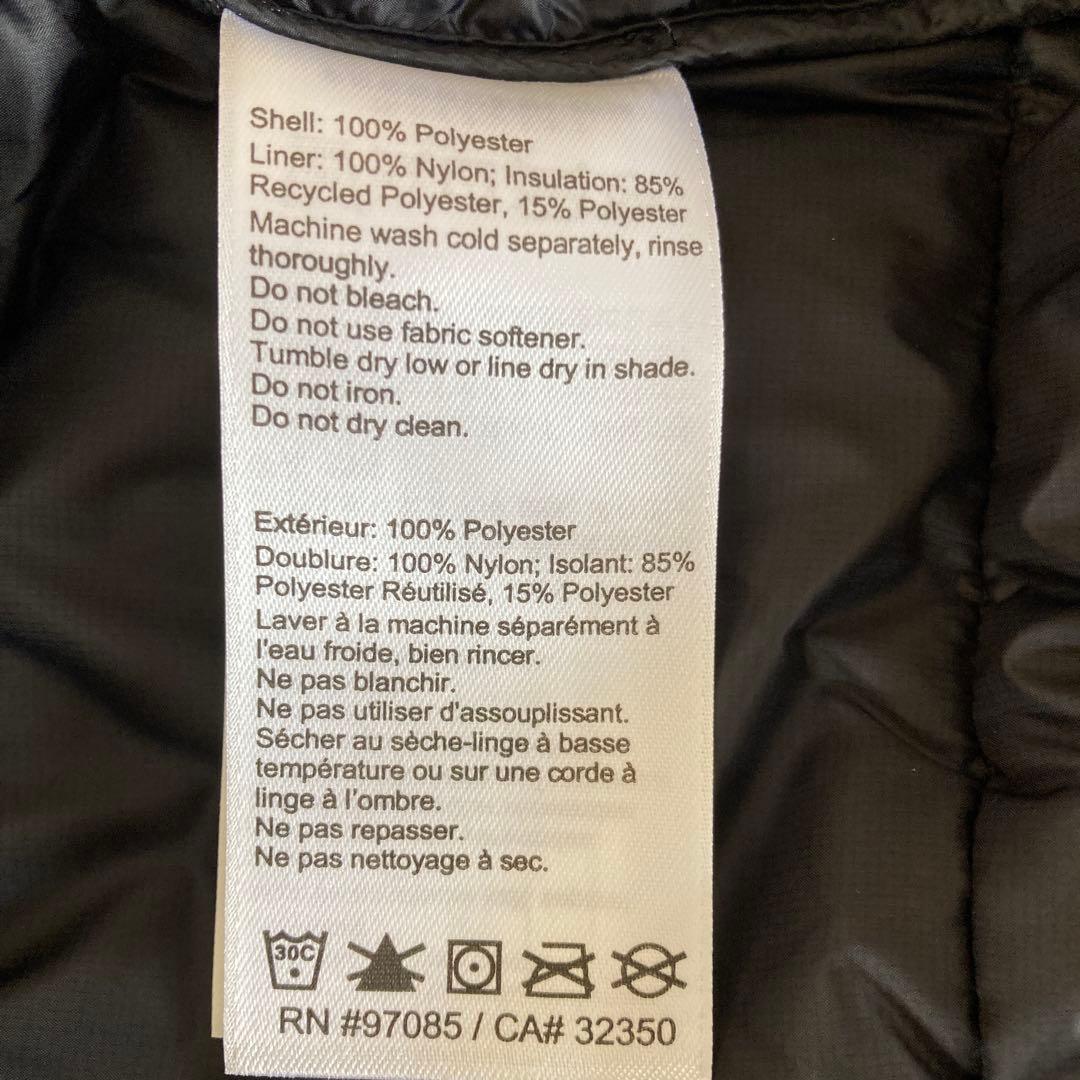 Shell: 100% Polyester
Liner: 100% Nylon; Insulation: 85%
Recycled Polyester, 15% Polyester
Machine wash cold separately, rinse
thoroughly.
Do not bleach.
Do not use fabric softener.
Tumble dry low or line dry in shade.
Do not iron.
Do not dry clean.
Extérieur: 100% Polyester
Doublure: 100% Nylon; Isolant: 85%
Polyester Réutilisé, 15% Polyester
Laver à la machine séparément à
l'eau froide, bien rincer.
Ne pas blanchir.
Ne pas utiliser d'assouplissant.
Sécher au sèche-linge à basse
température ou sur une corde à
linge à l'ombre.
Ne pas repasser.
Ne pas nettoyage à sec.
30C
RN #97085 / CA# 32350